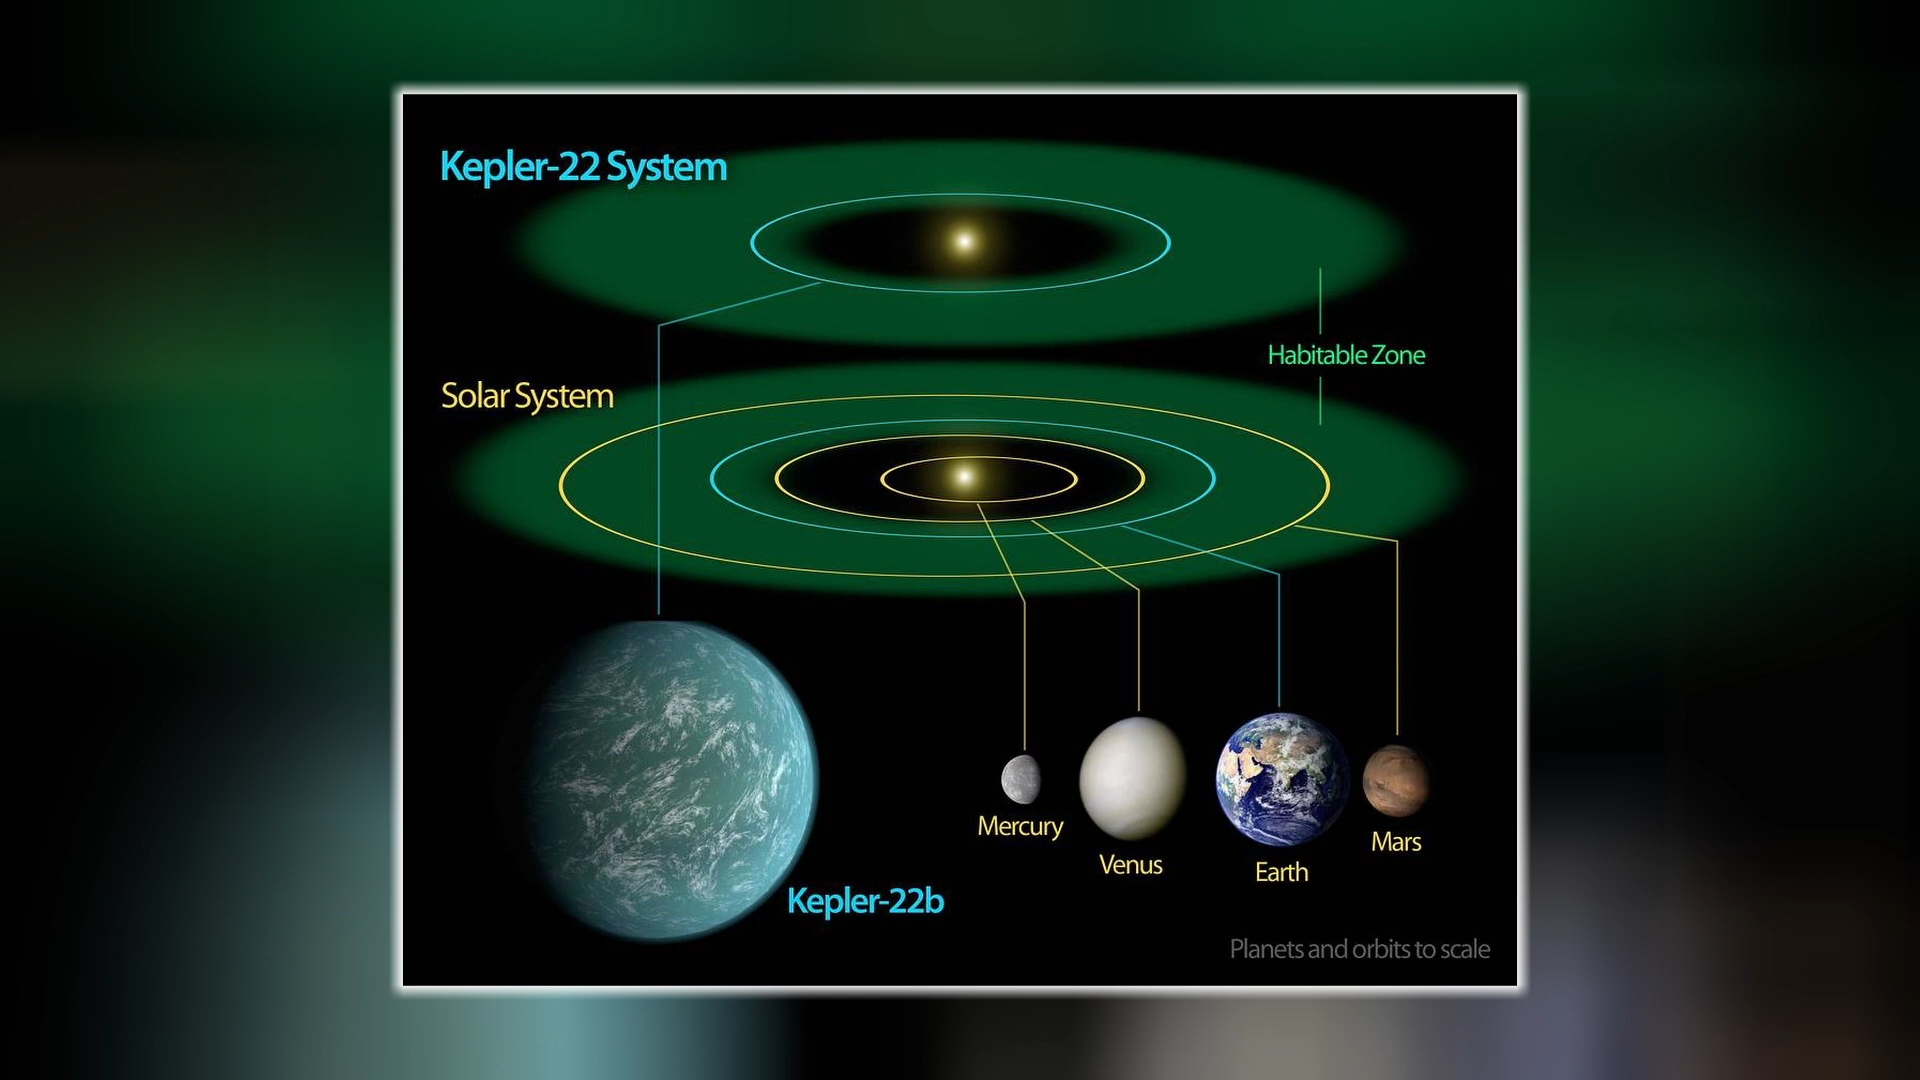 Kepler-22 System
Habitable Zone
Solar System
Mercury
Venus
Earth
Mars
Kepler-22b
Planets and orbits to scale